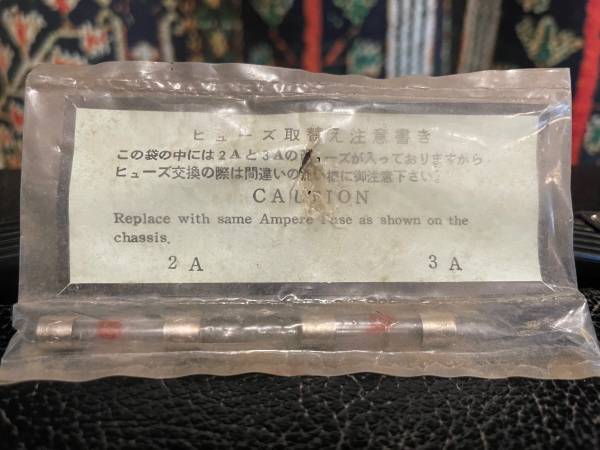 ヒューズ取替え注意書き
この袋の中には2Aと3Aのヒューズが入っておりますから
ヒューズ交換の際は間違いの無い様に御注意下さい。
CAUTION
Replace with same Ampere Fuse as shown on the
chassis.
2 A 3 A